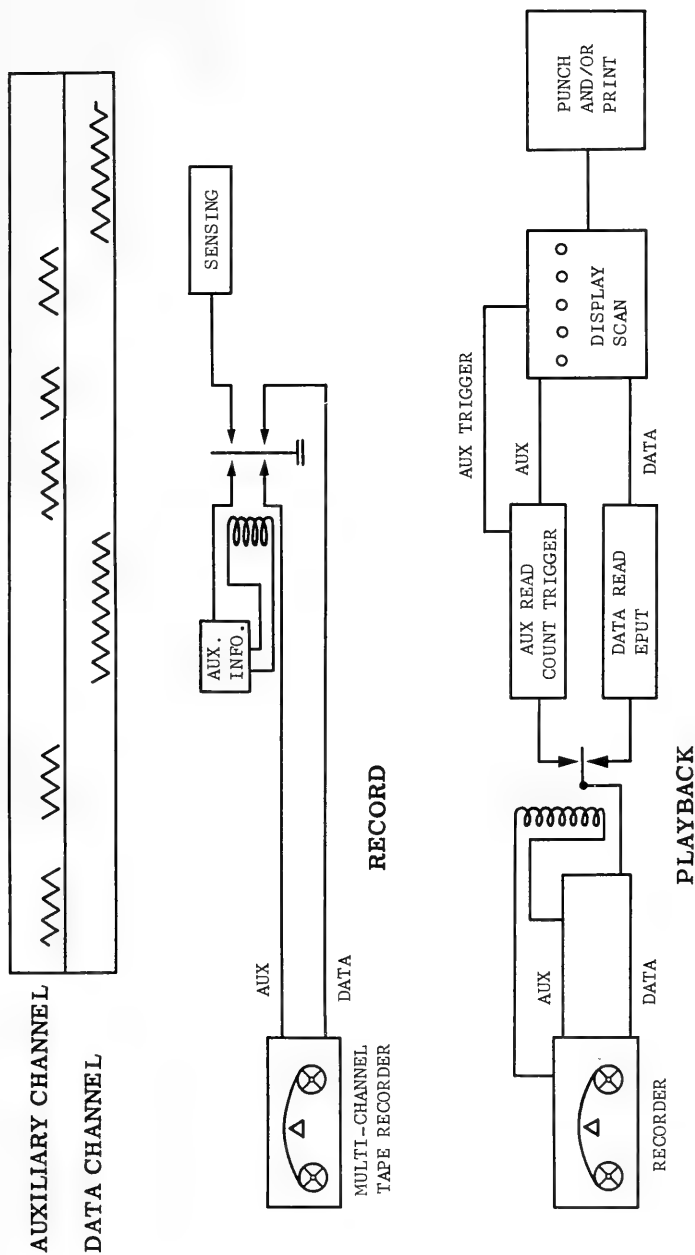 AUXILIARY CHANNEL
DATA CHANNEL
SENSING
AUX.
INFO.
AUX
DATA
MULTI-CHANNEL
TAPE RECORDER
RECORD
PUNCH
AND/OR
PRINT
DISPLAY
SCAN
AUX TRIGGER
AUX
DATA
AUX READ
COUNT TRIGGER
DATA READ
EPUT
AUX
DATA
RECORDER
PLAYBACK